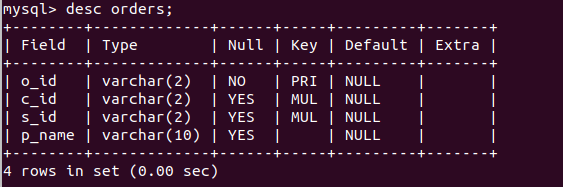 mysql> desc orders;
+--------+-------------+------+-----+---------+-------+
| Field  | Type        | Null | Key | Default | Extra |
+--------+-------------+------+-----+---------+-------+
| o_id   | varchar(2)  | NO   | PRI | NULL    |       |
| c_id   | varchar(2)  | YES  | MUL | NULL    |       |
| s_id   | varchar(2)  | YES  | MUL | NULL    |       |
| p_name | varchar(10) | YES  |     | NULL    |       |
+--------+-------------+------+-----+---------+-------+
4 rows in set (0.00 sec)